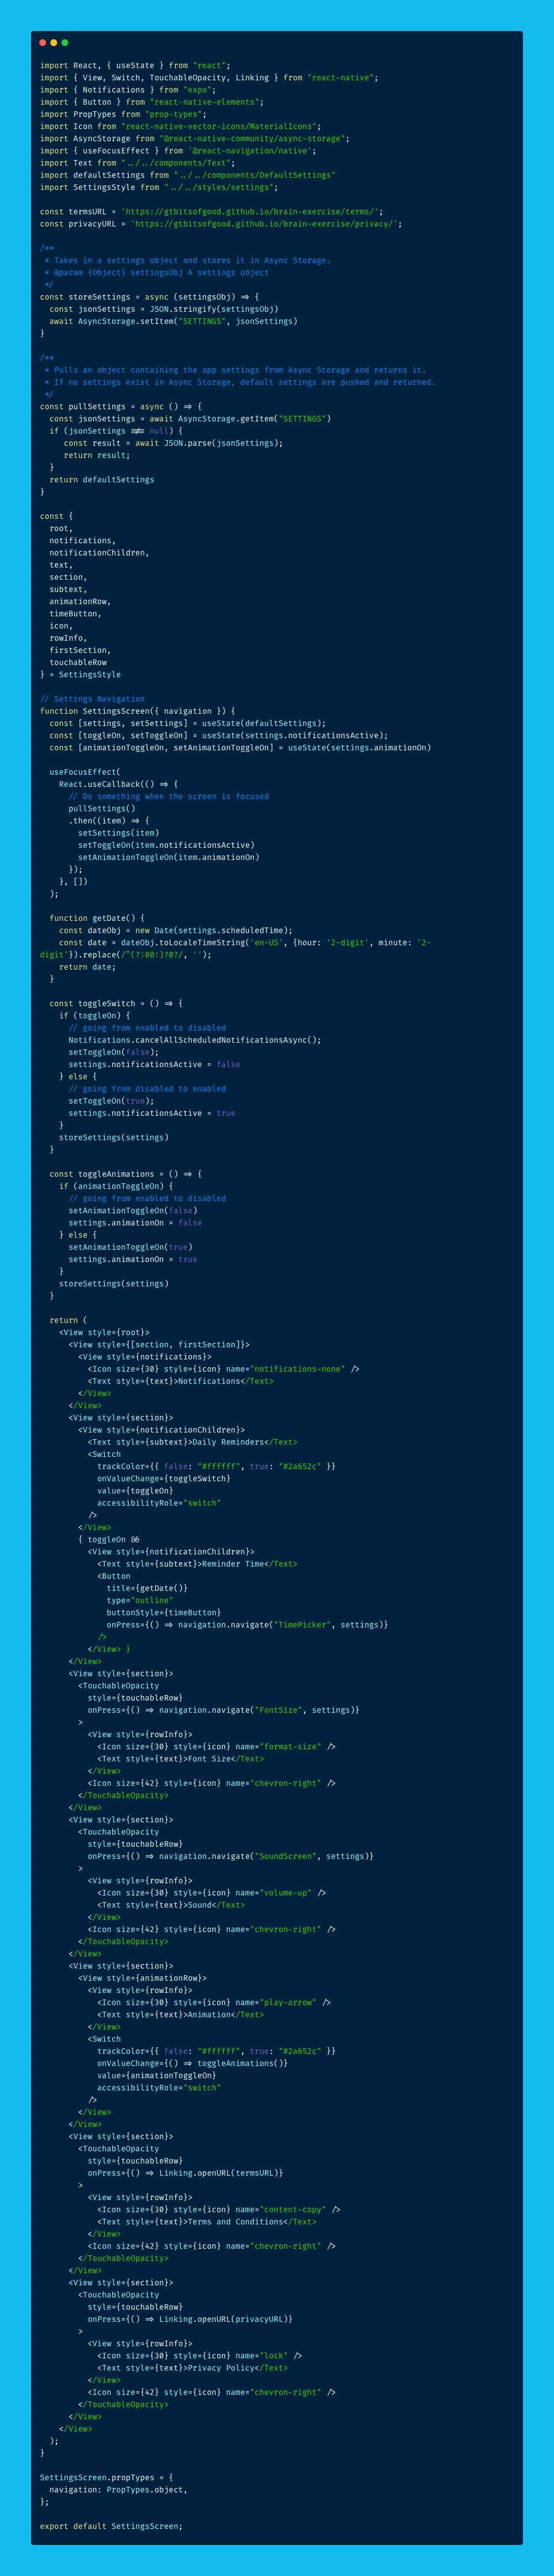 import React, { useState } from "react";
import { View, Switch, TouchableOpacity, Linking } from "react-native";
import { Notifications } from "expo";
import { Button } from "react-native-elements";
import PropTypes from "prop-types";
import Icon from "react-native-vector-icons/MaterialIcons";
import AsyncStorage from "@react-native-community/async-storage";
import { useFocusEffect } from '@react-navigation/native';
import Text from "../../components/Text";
import defaultSettings from "../../components/DefaultSettings"
import SettingsStyle from "../../styles/settings";

const termsURL = 'https://gtbitsofgood.github.io/brain-exercise/terms/';
const privacyURL = 'https://gtbitsofgood.github.io/brain-exercise/privacy/';

/**
 * Takes in a settings object and stores it in Async Storage.
 * @param {Object} settingsObj A settings object
 */
const storeSettings = async (settingsObj) => {
  const jsonSettings = JSON.stringify(settingsObj)
  await AsyncStorage.setItem("SETTINGS", jsonSettings)
}

/**
 * Pulls an object containing the app settings from Async Storage and returns it.
 * If no settings exist in Async Storage, default settings are pushed and returned.
 */
const pullSettings = async () => {
  const jsonSettings = await AsyncStorage.getItem("SETTINGS")
  if (jsonSettings !== null) {
     const result = await JSON.parse(jsonSettings);
     return result;
  }
  return defaultSettings
}

const {
  root,
  notifications,
  notificationChildren,
  text,
  section,
  subtext,
  animationRow,
  timeButton,
  icon,
  rowInfo,
  firstSection,
  touchableRow
} = SettingsStyle

// Settings Navigation
function SettingsScreen({ navigation }) {
  const [settings, setSettings] = useState(defaultSettings);
  const [toggleOn, setToggleOn] = useState(settings.notificationsActive);
  const [animationToggleOn, setAnimationToggleOn] = useState(settings.animationOn)

  useFocusEffect(
    React.useCallback(() => {
      // Do something when the screen is focused
      pullSettings()
      .then((item) => {
        setSettings(item)
        setToggleOn(item.notificationsActive)
        setAnimationToggleOn(item.animationOn)
      });
    }, [])
  );

  function getDate() {
    const dateObj = new Date(settings.scheduledTime);
    const date = dateObj.toLocaleTimeString('en-US', {hour: '2-digit', minute: '2-
digit'}).replace(/^(?:00:)?0?/, '');
    return date;
  }

  const toggleSwitch = () => {
    if (toggleOn) {
      // going from enabled to disabled
      Notifications.cancelAllScheduledNotificationsAsync();
      setToggleOn(false);
      settings.notificationsActive = false
    } else {
      // going from disabled to enabled
      setToggleOn(true);
      settings.notificationsActive = true
    }
    storeSettings(settings)
  }

  const toggleAnimations = () => {
    if (animationToggleOn) {
      // going from enabled to disabled
      setAnimationToggleOn(false)
      settings.animationOn = false
    } else {
      setAnimationToggleOn(true)
      settings.animationOn = true
    }
    storeSettings(settings)
  }

  return (
    <View style={root}>
      <View style={[section, firstSection]}>
        <View style={notifications}>
          <Icon size={30} style={icon} name="notifications-none" />
          <Text style={text}>Notifications</Text>
        </View>
      </View>
      <View style={section}>
        <View style={notificationChildren}>
          <Text style={subtext}>Daily Reminders</Text>
          <Switch
            trackColor={{ false: "#ffffff", true: "#2a652c" }}
            onValueChange={toggleSwitch}
            value={toggleOn}
            accessibilityRole="switch"
          />
        </View>
        { toggleOn &&
          <View style={notificationChildren}>
            <Text style={subtext}>Reminder Time</Text>
            <Button
              title={getDate()}
              type="outline"
              buttonStyle={timeButton}
              onPress={() => navigation.navigate("TimePicker", settings)}
            />
          </View> }
      </View>
      <View style={section}>
        <TouchableOpacity
          style={touchableRow}
          onPress={() => navigation.navigate("FontSize", settings)}
        >
          <View style={rowInfo}>
            <Icon size={30} style={icon} name="format-size" />
            <Text style={text}>Font Size</Text>
          </View>
          <Icon size={42} style={icon} name="chevron-right" />
        </TouchableOpacity>
      </View>
      <View style={section}>
        <TouchableOpacity
          style={touchableRow}
          onPress={() => navigation.navigate("SoundScreen", settings)}
        >
          <View style={rowInfo}>
            <Icon size={30} style={icon} name="volume-up" />
            <Text style={text}>Sound</Text>
          </View>
          <Icon size={42} style={icon} name="chevron-right" />
        </TouchableOpacity>
      </View>
      <View style={section}>
        <View style={animationRow}>
          <View style={rowInfo}>
            <Icon size={30} style={icon} name="play-arrow" />
            <Text style={text}>Animation</Text>
          </View>
          <Switch
            trackColor={{ false: "#ffffff", true: "#2a652c" }}
            onValueChange={() => toggleAnimations()}
            value={animationToggleOn}
            accessibilityRole="switch"
          />
        </View>
      </View>
      <View style={section}>
        <TouchableOpacity
          style={touchableRow}
          onPress={() => Linking.openURL(termsURL)}
        >
          <View style={rowInfo}>
            <Icon size={30} style={icon} name="content-copy" />
            <Text style={text}>Terms and Conditions</Text>
          </View>
          <Icon size={42} style={icon} name="chevron-right" />
        </TouchableOpacity>
      </View>
      <View style={section}>
        <TouchableOpacity
          style={touchableRow}
          onPress={() => Linking.openURL(privacyURL)}
        >
          <View style={rowInfo}>
            <Icon size={30} style={icon} name="lock" />
            <Text style={text}>Privacy Policy</Text>
          </View>
          <Icon size={42} style={icon} name="chevron-right" />
        </TouchableOpacity>
      </View>
    </View>
  );
}

SettingsScreen.propTypes = {
  navigation: PropTypes.object,
};

export default SettingsScreen;